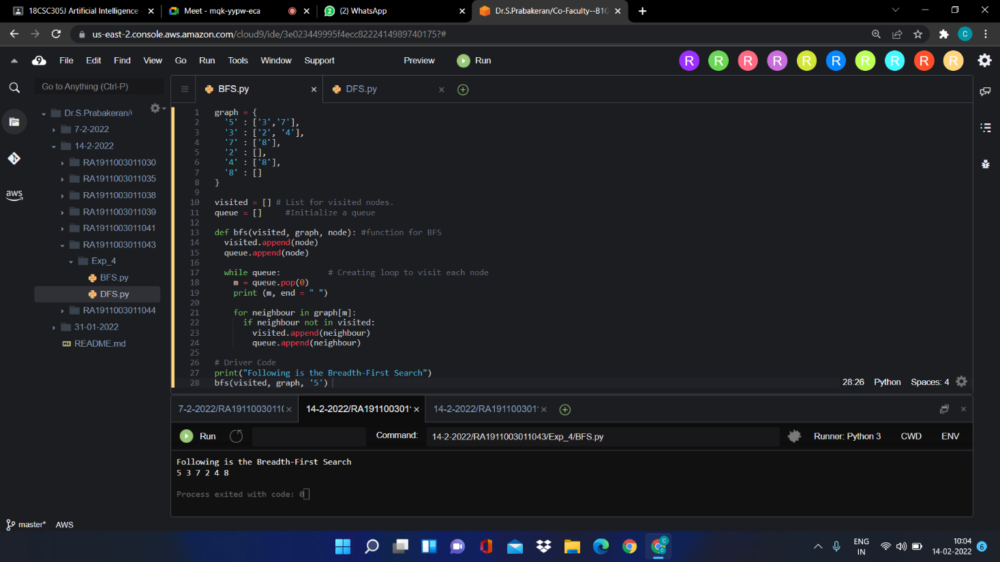 18CSC305J Artificial Intelligence
Meet - mqk-yypw-eca
(2) WhatsApp
Dr.S.Prabakeran/Co-Faculty--B1G
us-east-2.console.aws.amazon.com/cloud9/ide/3e023449995f4ecc8222414989740175?#
C
9 File Edit Find View Go Run Tools Window Support Preview Run
R R R R R R R R R R
Go to Anything (Ctrl-P)
Dr.S.Prabakeran/
7-2-2022
14-2-2022
RA1911003011030
RA1911003011035
RA1911003011038
RA1911003011039
RA1911003011041
RA1911003011043
Exp_4
BFS.py
DFS.py
RA1911003011044
31-01-2022
README.md
aws
BFS.py
DFS.py
1 graph = {
2 '5' : ['3','7'],
3 '3' : ['2', '4'],
4 '7' : ['8'],
5 '2' : [],
6 '4' : ['8'],
7 '8' : []
8 }
9
10 visited = [] # List for visited nodes.
11 queue = [] #Initialize a queue
12
13 def bfs(visited, graph, node): #function for BFS
14 visited.append(node)
15 queue.append(node)
16
17 while queue: # Creating loop to visit each node
18 m = queue.pop(0)
19 print (m, end = " ")
20
21 for neighbour in graph[m]:
22 if neighbour not in visited:
23 visited.append(neighbour)
24 queue.append(neighbour)
25
26 # Driver Code
27 print("Following is the Breadth-First Search")
28 bfs(visited, graph, '5')
28:26 Python Spaces: 4
7-2-2022/RA19110030110
14-2-2022/RA1911003011
14-2-2022/RA1911003011
Run
Command:
14-2-2022/RA1911003011043/Exp_4/BFS.py
Runner: Python 3
CWD
ENV
Following is the Breadth-First Search
5 3 7 2 4 8
Process exited with code: 0
master* AWS
ENG
IN
10:04
14-02-2022
6